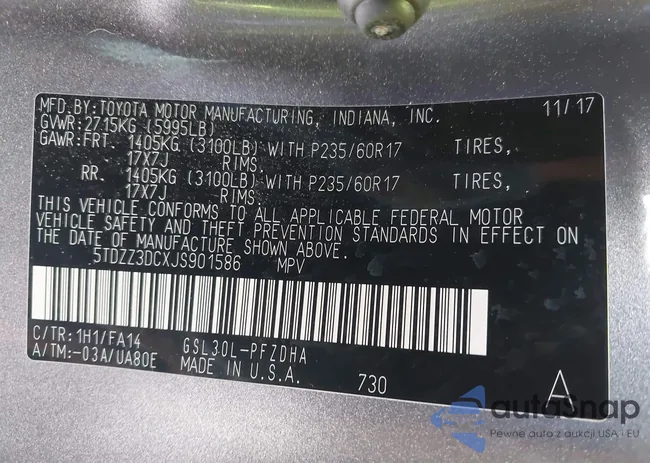 MFD.BY:TOYOTA MOTOR MANUFACTURING, INDIANA, INC. 11/17
GVWR:2715KG (5995LB)
GAWR:FRT. 1405KG (3100LB) WITH P235/60R17 TIRES,
17X7J RIMS
RR. 1405KG (3100LB) WITH P235/60R17 TIRES,
17X7J RIMS
THIS VEHICLE CONFORMS TO ALL APPLICABLE FEDERAL MOTOR
VEHICLE SAFETY AND THEFT PREVENTION STANDARDS IN EFFECT ON
THE DATE OF MANUFACTURE SHOWN ABOVE.
5TDZZ3DCXJS901586 MPV
C/TR:1H1/FA14 GSL30L-PFZDHA
A/TM:-03A/UA80E MADE IN U.S.A. 730 A
autoSnap
Pewne auto z aukcji USA i EU